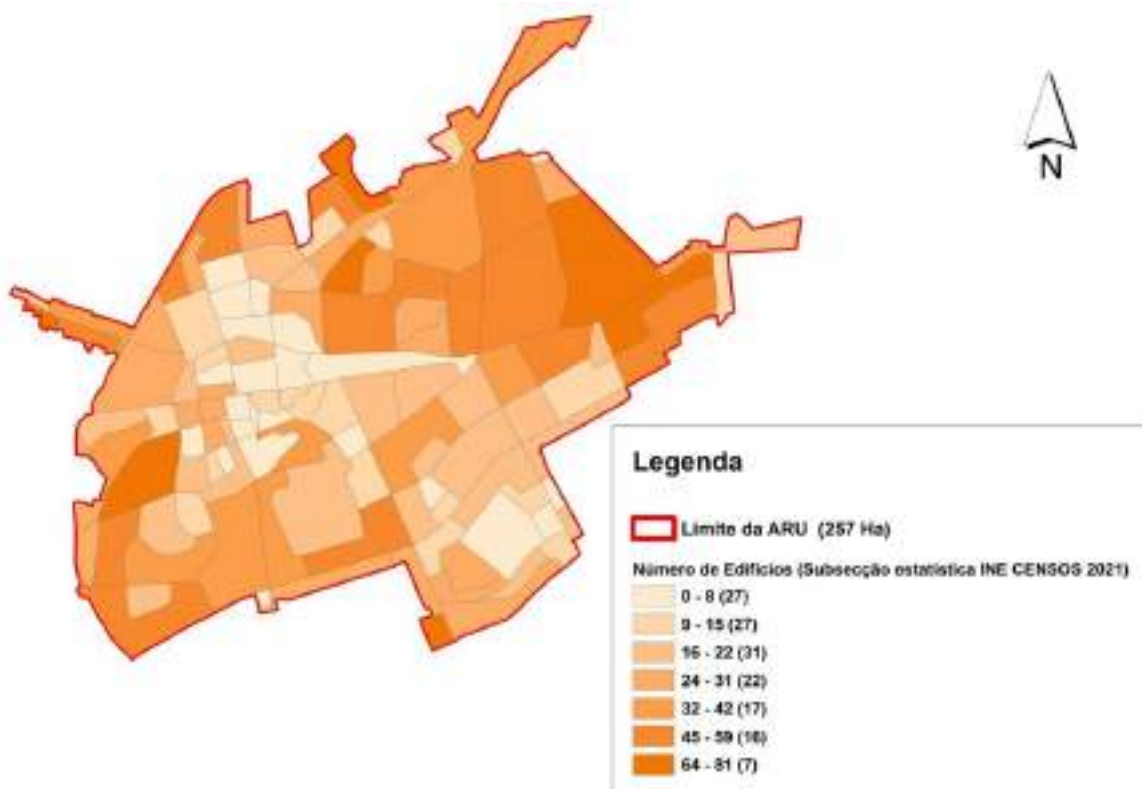 N
Legenda
Limite da ARU (257 Ha)
Número de Edifícios (Subsecção estatística INE CENSOS 2021)
0 - 8 (27)
9 - 15 (27)
16 - 22 (31)
24 - 31 (22)
32 - 42 (17)
45 - 59 (16)
64 - 81 (7)